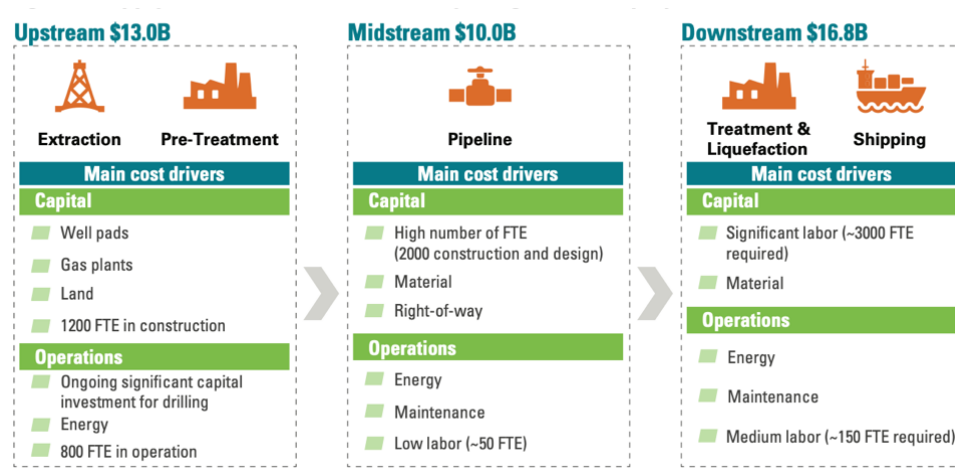 Upstream $13.0B
Extraction
Pre-Treatment
Main cost drivers
Capital
Well pads
Gas plants
Land
1200 FTE in construction
Operations
Ongoing significant capital
investment for drilling
Energy
800 FTE in operation
Midstream $10.0B
Pipeline
Main cost drivers
Capital
High number of FTE
(2000 construction and design)
Material
Right-of-way
Operations
Energy
Maintenance
Low labor (~50 FTE)
Downstream $16.8B
Treatment &
Liquefaction
Shipping
Main cost drivers
Capital
Significant labor (~3000 FTE
required)
Material
Operations
Energy
Maintenance
Medium labor (~150 FTE required)